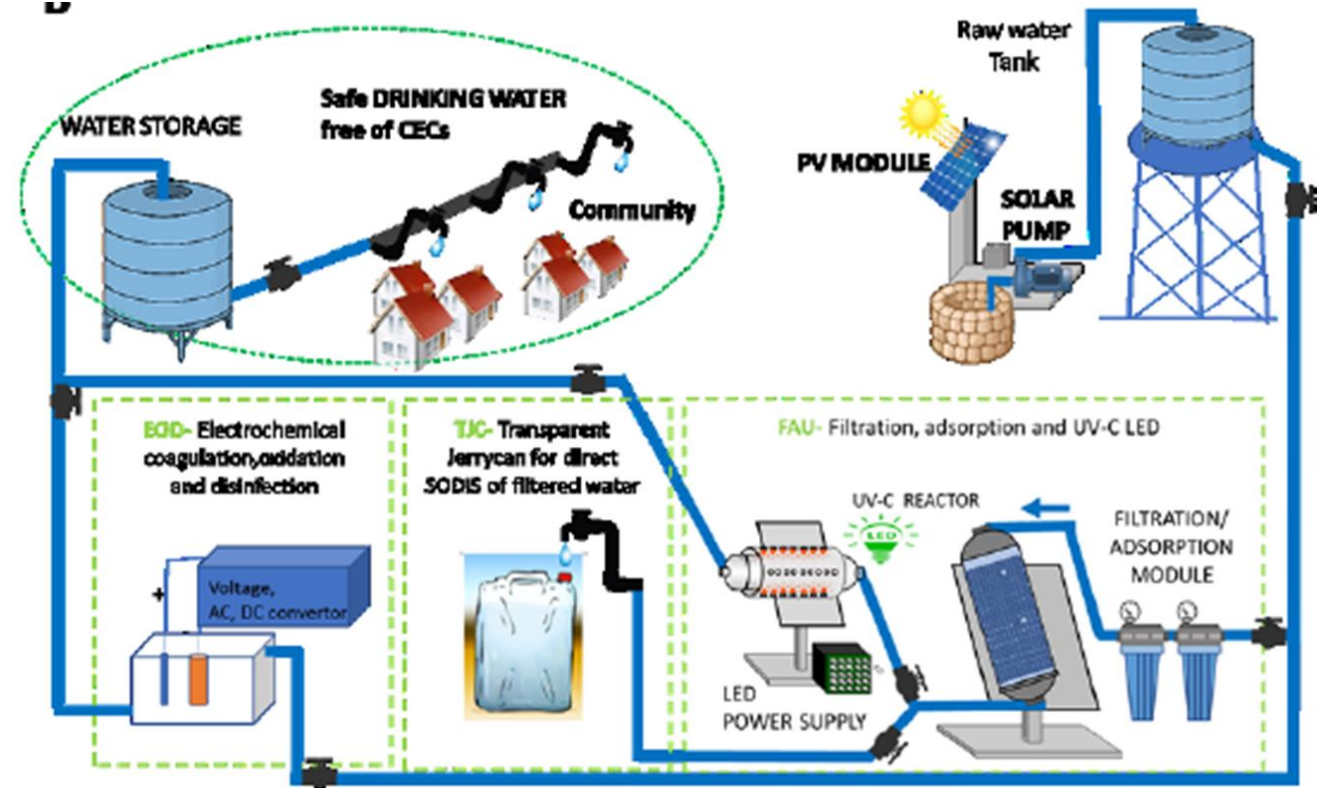 Raw water
Tank
Safe DRINKING WATER
free of CECs
WATER STORAGE
PV MODULE
SOLAR
PUMP
Community
Electrochemical
coagulation,oxidation
and disinfection
TJC- Transparent
Jerrycan for direct
SODIS of filtered water
FAU- Filtration, adsorption and UV-C LED
UV-C REACTOR
LED
FILTRATION/
ADSORPTION
MODULE
Voltage,
AC, DC convertor
+
LED
POWER SUPPLY